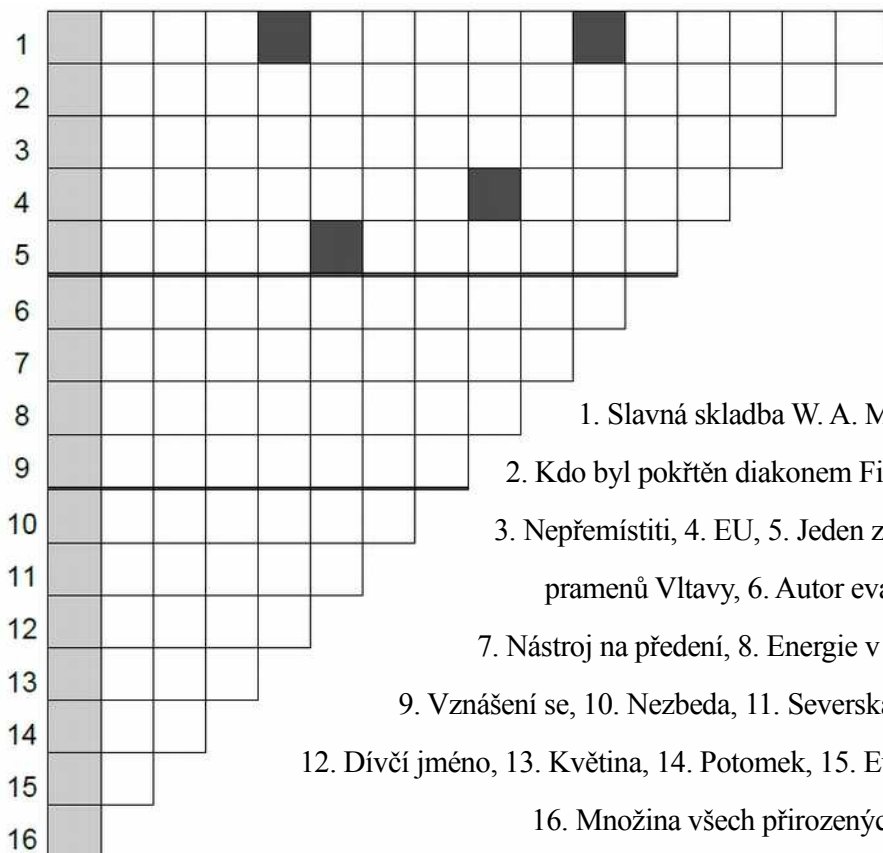 1
2
3
4
5
6
7
8
9
10
11
12
13
14
15
16
1. Slavná skladba W. A. M
2. Kdo byl pokřtěn diakonem Fi
3. Nepřemístiti, 4. EU, 5. Jeden z
pramenů Vltavy, 6. Autor eva
7. Nástroj na předení, 8. Energie v
9. Vznášení se, 10. Nezbeda, 11. Seversk
12. Dívčí jméno, 13. Květina, 14. Potomek, 15. E
16. Množina všech přirozenýc